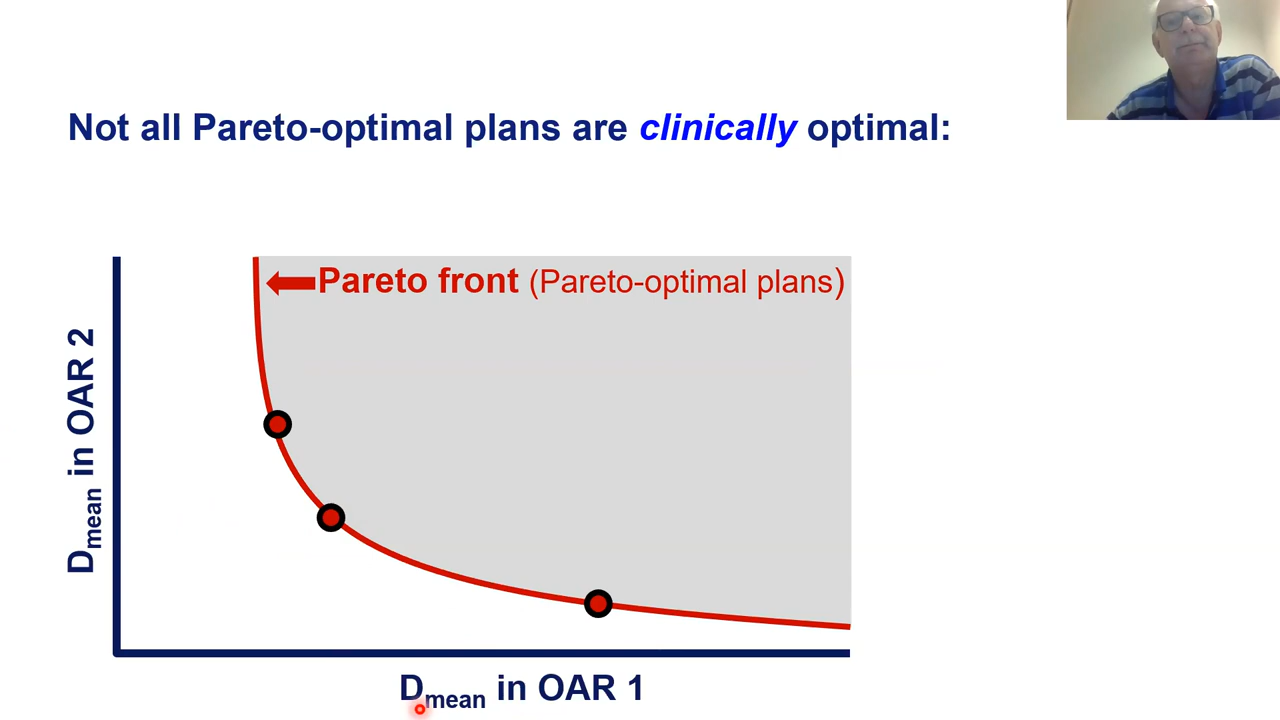 Not all Pareto-optimal plans are clinically optimal:
Pareto front (Pareto-optimal plans)
Dmean in OAR 2
Dmean in OAR 1